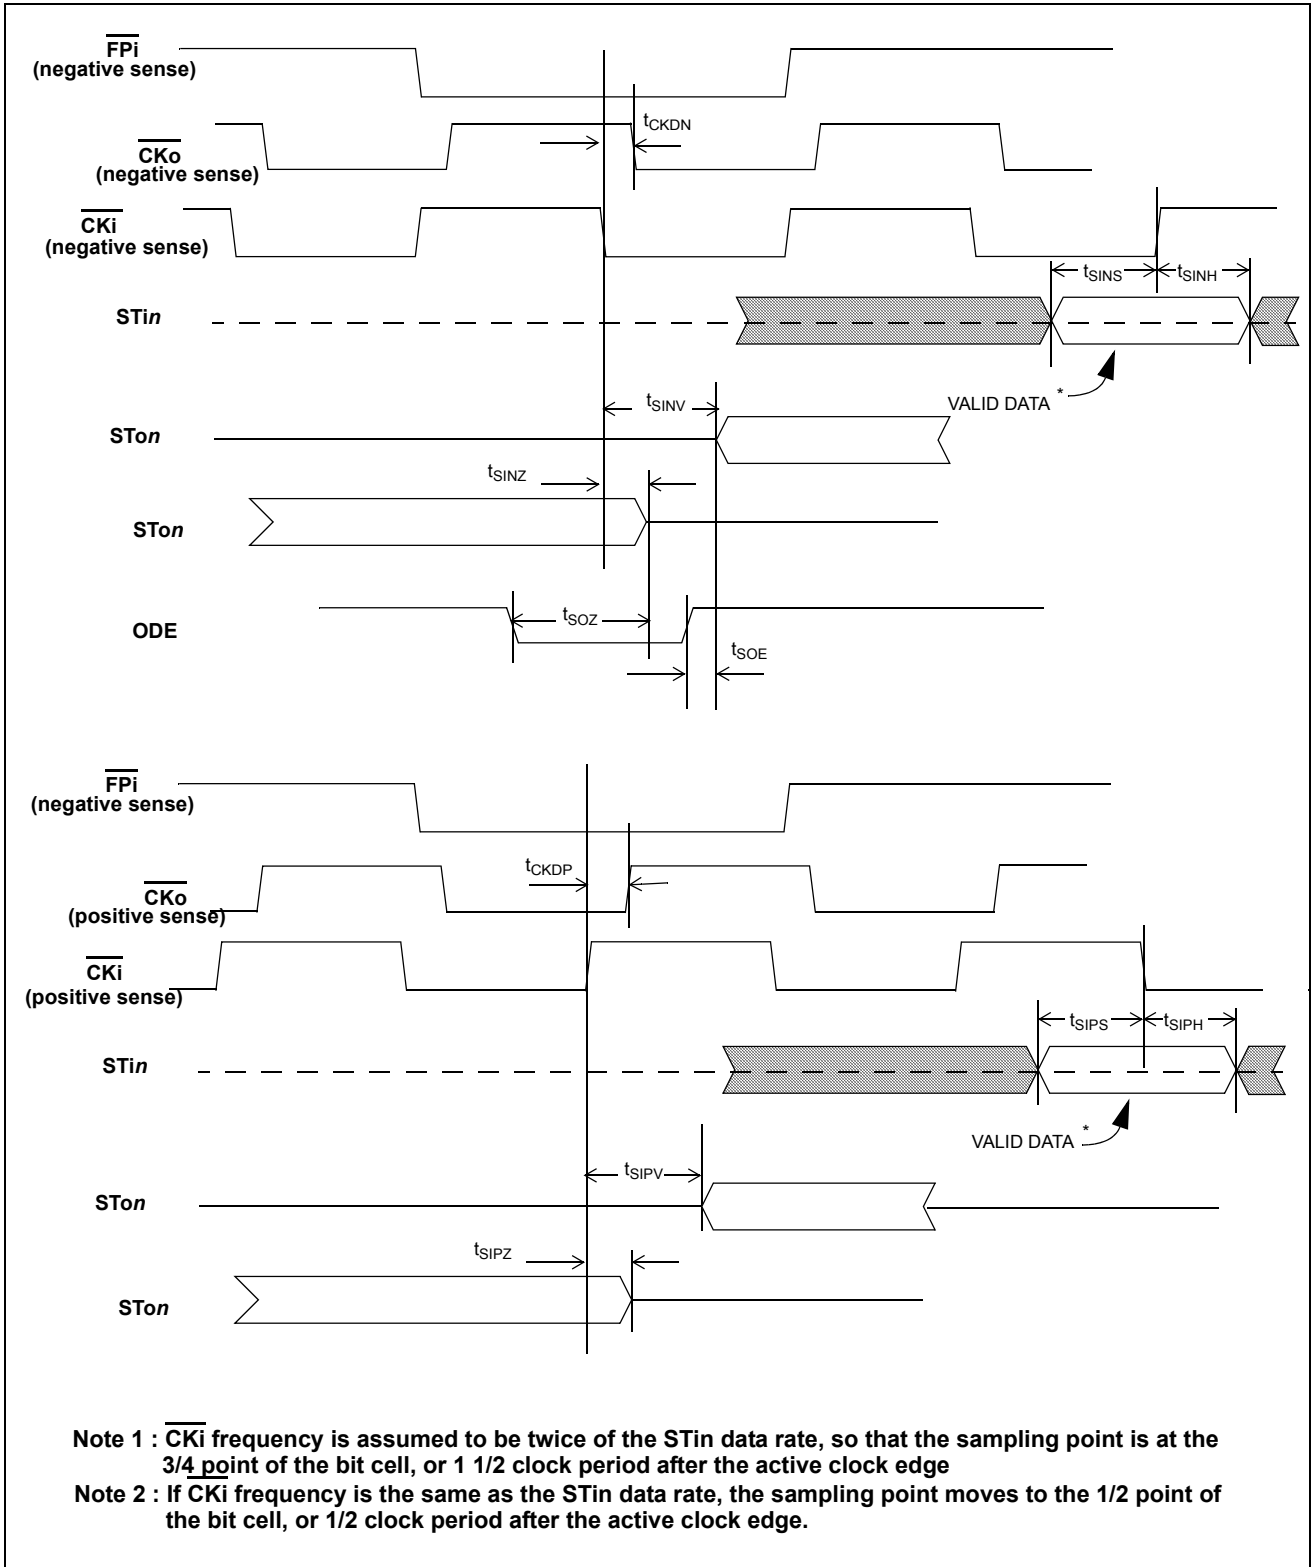 FPi
(negative sense)
tCKDN
CKo
(negative sense)
CKi
(negative sense)
tSINS
tSINH
STin
VALID DATA *
tSINV
STon
tSINZ
STon
tSOZ
ODE
tSOE
FPi
(negative sense)
tCKDP
CKo
(positive sense)
CKi
(positive sense)
tSIPS
tSIPH
STin
VALID DATA *
tSIPV
STon
tSIPZ
STon
Note 1 : CKi frequency is assumed to be twice of the STin data rate, so that the sampling point is at the
3/4 point of the bit cell, or 1 1/2 clock period after the active clock edge
Note 2 : If CKi frequency is the same as the STin data rate, the sampling point moves to the 1/2 point of
the bit cell, or 1/2 clock period after the active clock edge.